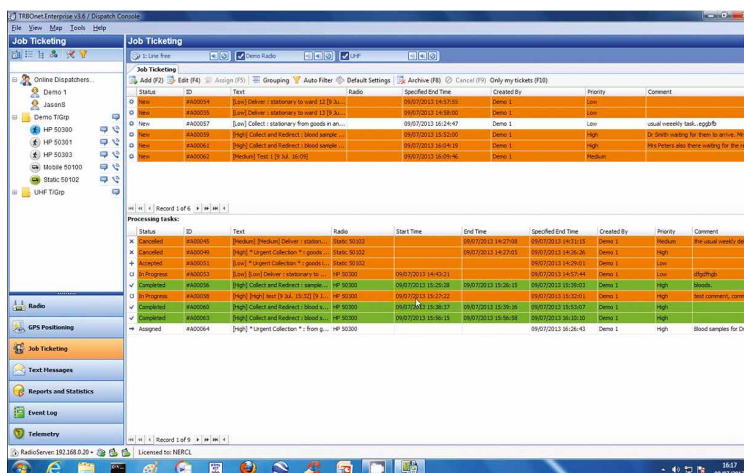 TRBOnet.Enterprise v3.6 / Dispatch Console
File View Map Tools Help
Job Ticketing
Job Ticketing
1: Line free Demo Radio UHF
Job Ticketing
Add (F2) Edit (F4) Assign (F5) Grouping Auto Filter Default Settings Archive (F8) Cancel (F9) Only my tickets (F10)
Status ID Text Radio Specified End Time Created By Priority Comment
New #A00054 [Low] Deliver : stationary to ward 12 [9 Ju... 09/07/2013 14:57:55 Demo 1 Low
New #A00055 [Low] Deliver : stationary to ward 12 [9 Ju... 09/07/2013 14:58:00 Demo 1 Low
New #A00057 [Low] Collect : stationary from goods in an... 09/07/2013 16:24:47 Demo 1 Low usual weeekly task..eggbfb
New #A00059 [High] Collect and Redirect : blood sample ... 09/07/2013 15:52:00 Demo 1 High Dr Smith waiting for them to arrive. Mr
New #A00061 [High] Collect and Redirect : blood sample ... 09/07/2013 16:04:19 Demo 1 High Mrs Peters also there waiting for the re
New #A00062 [Medium] Test 1 [9 Jul. 16:09] 09/07/2013 16:09:46 Demo 1 Medium
Record 1 of 6
Processing tasks:
Status ID Text Radio Start Time End Time Specified End Time Created By Priority Comment
Cancelled #A00045 [Medium] [Medium] Deliver : station... Static 50102 09/07/2013 14:27:08 09/07/2013 14:31:15 Demo 1 Medium the usual weekly de
Cancelled #A00049 [High] * Urgent Collection * : goods i... Static 50102 09/07/2013 14:27:05 09/07/2013 14:26:26 Demo 1 High
Accepted #A00051 [Low] * Urgent Collection * : goods i... Static 50102 09/07/2013 14:29:01 Demo 1 Low
In Progress #A00053 [Low] [Low] Deliver : stationary to ... HP 50300 09/07/2013 14:43:21 09/07/2013 14:57:44 Demo 1 Low
Completed #A00056 [High] Collect and Redirect : sample... HP 50300 09/07/2013 15:25:28 09/07/2013 15:26:15 09/07/2013 15:39:03 Demo 1 High bloods.
In Progress #A00058 [High] [High] test [9 Jul. 15:32] [9 J... HP 50300 09/07/2013 15:27:22 09/07/2013 15:32:01 Demo 1 High test comment, comm
Completed #A00060 [High] Collect and Redirect : blood s... HP 50300 09/07/2013 15:38:37 09/07/2013 15:39:16 09/07/2013 15:53:07 Demo 1 High
Completed #A00063 [High] Collect and Redirect : blood s... HP 50300 09/07/2013 15:56:15 09/07/2013 15:56:58 09/07/2013 16:10:10 Demo 1 High
Assigned #A00064 [High] * Urgent Collection * : from g... HP 50300 09/07/2013 16:26:43 Demo 1 High Blood samples for D
Record 1 of 9
Online Dispatchers...
Demo 1
JasonS
Demo T/Grp
HP 50300
HP 50301
HP 50303
Mobile 50100
Static 50102
UHF T/Grp
Radio
GPS Positioning
Job Ticketing
Text Messages
Reports and Statistics
Event Log
Telemetry
RadioServer: 192.168.0.20 Licensed to: NERCL
16:17